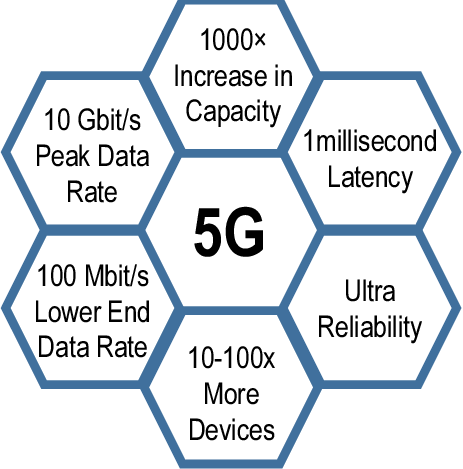 1000×
Increase in
Capacity
10 Gbit/s
Peak Data
Rate
1millisecond
Latency
5G
100 Mbit/s
Lower End
Data Rate
Ultra
Reliability
10-100x
More
Devices